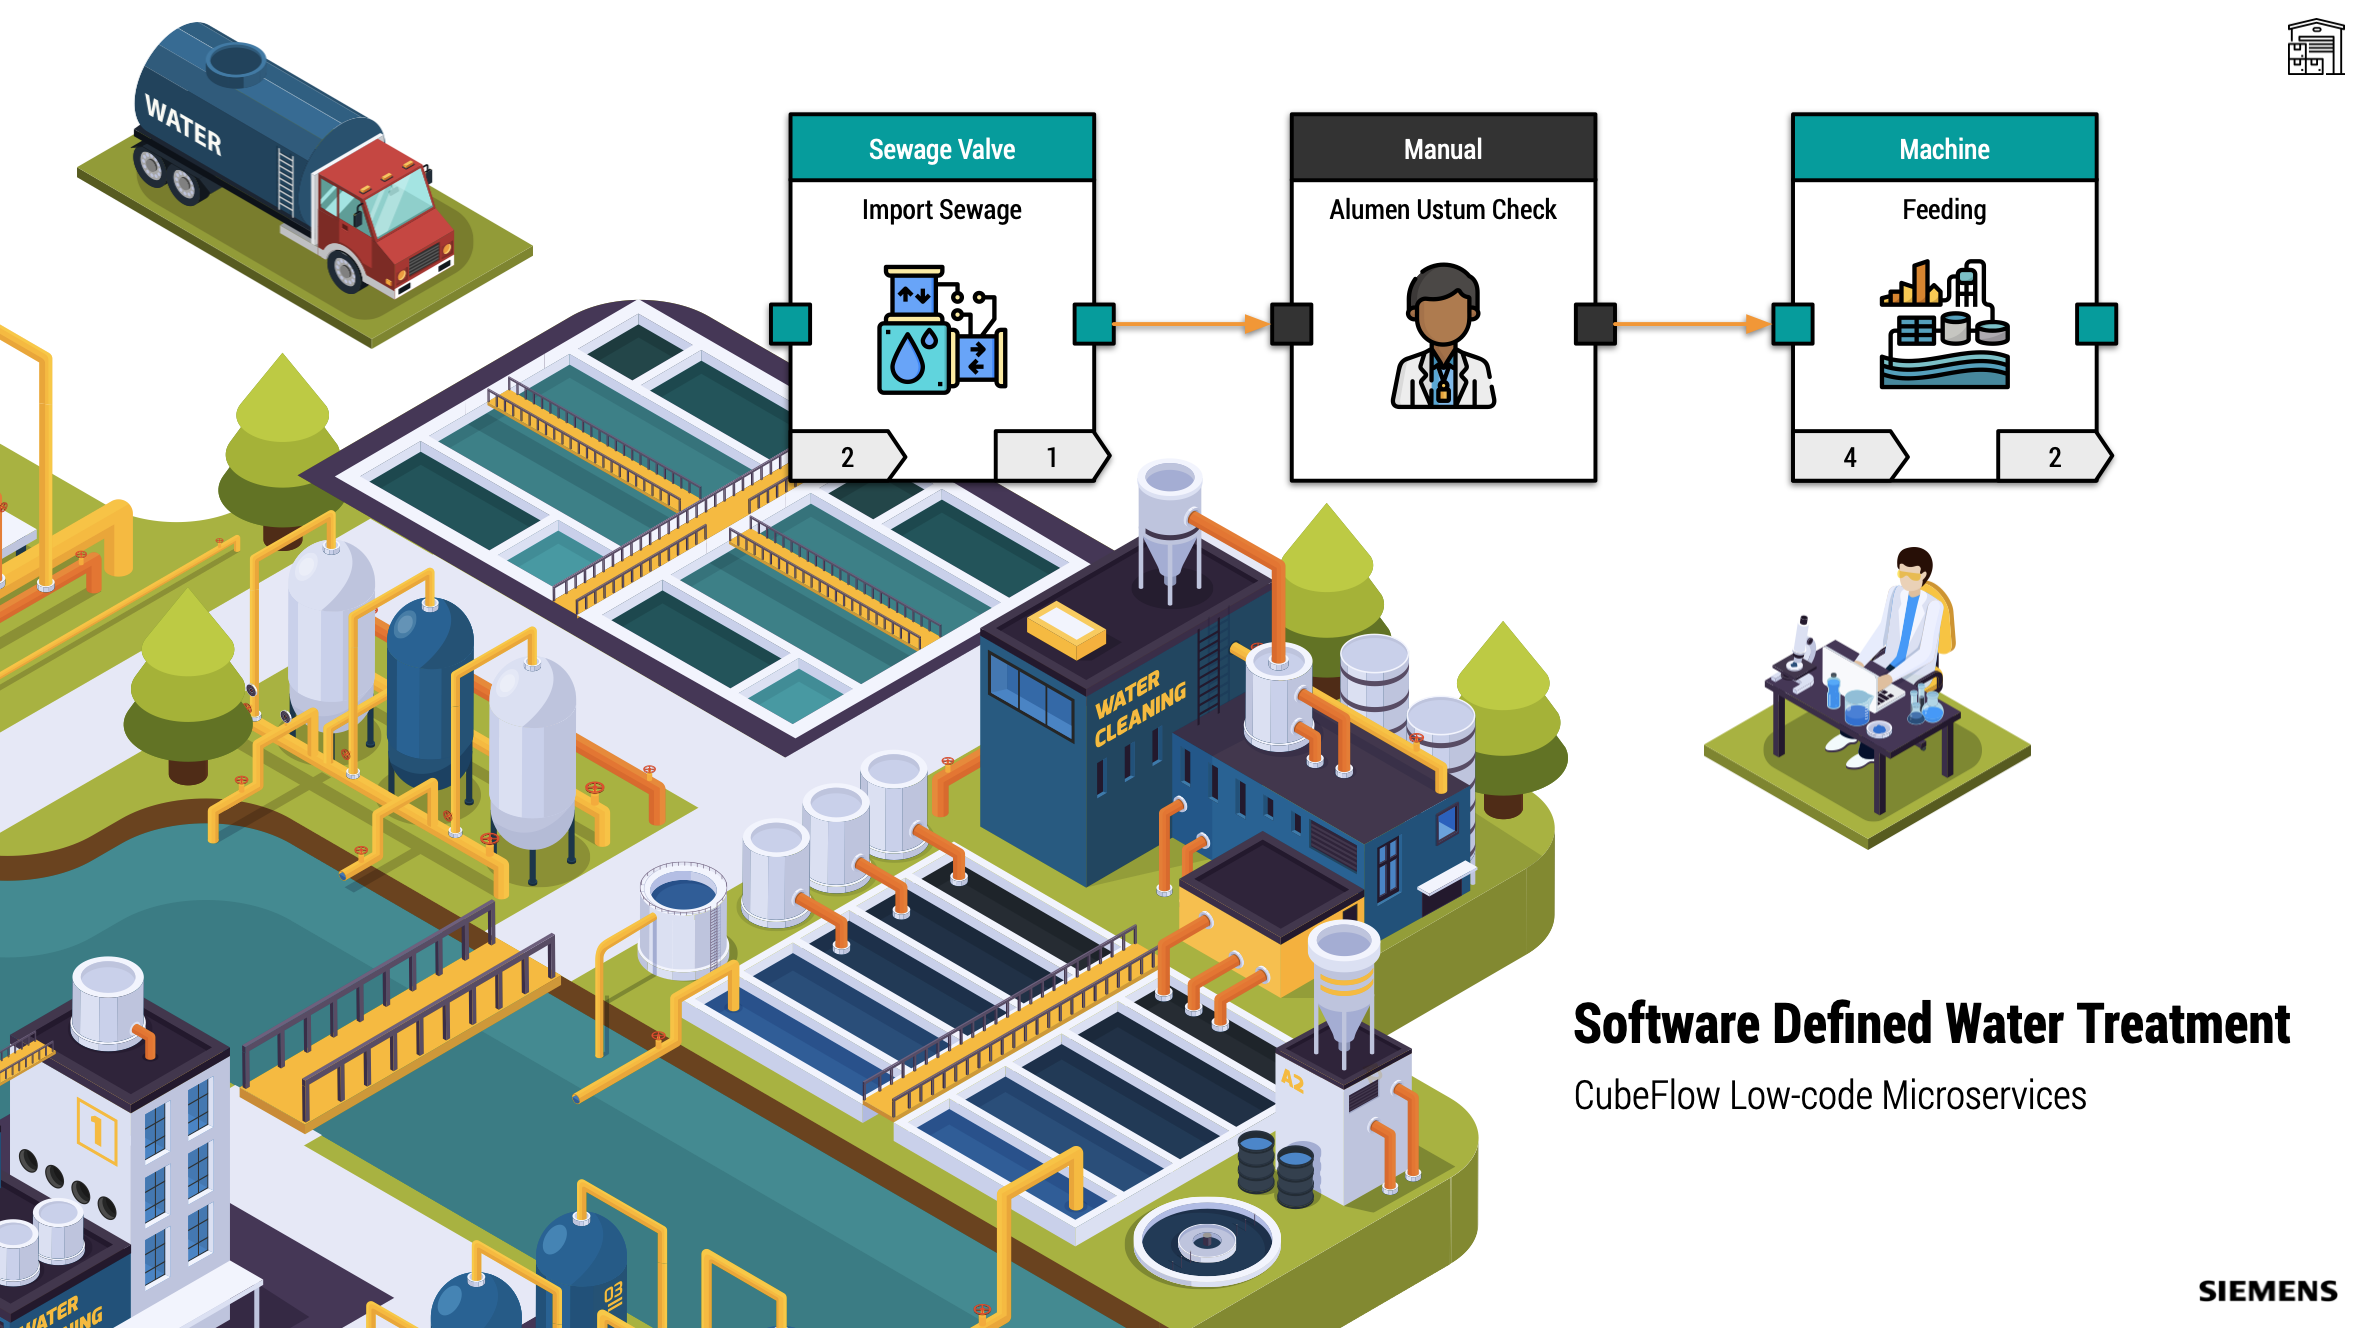 WATER
Sewage Valve
Import Sewage
2
1
Manual
Alumen Ustum Check
Machine
Feeding
4
2
WATER
CLEANING
A2
1
03
WATER
Software Defined Water Treatment
CubeFlow Low-code Microservices
SIEMENS